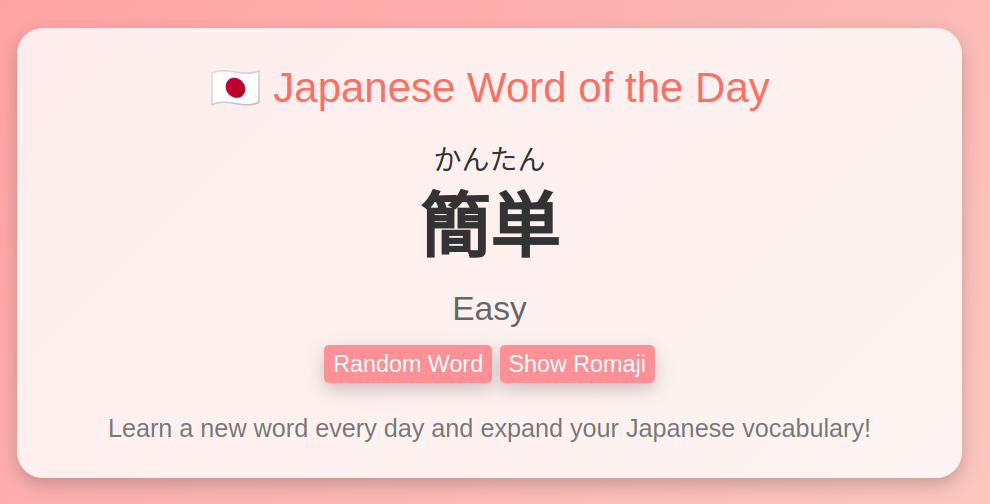 🇯🇵 Japanese Word of the Day
かんたん
簡単
Easy
Random Word Show Romaji
Learn a new word every day and expand your Japanese vocabulary!